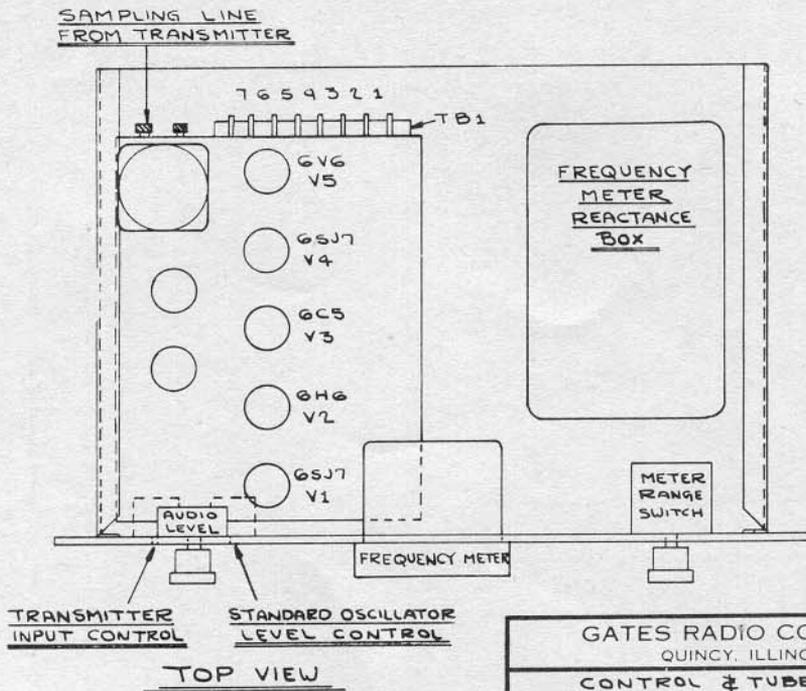 SAMPLING LINE
FROM TRANSMITTER
7 6 5 4 3 2 1
TB1
6V6
V5
6SJ7
V4
6C5
V3
6H6
V2
6SJ7
V1
FREQUENCY
METER
REACTANCE
BOX
METER
RANGE
SWITCH
AUDIO
LEVEL
FREQUENCY METER
TRANSMITTER
INPUT CONTROL
STANDARD OSCILLATOR
LEVEL CONTROL
TOP VIEW
GATES RADIO CO
QUINCY, ILLINO
CONTROL & TUBE